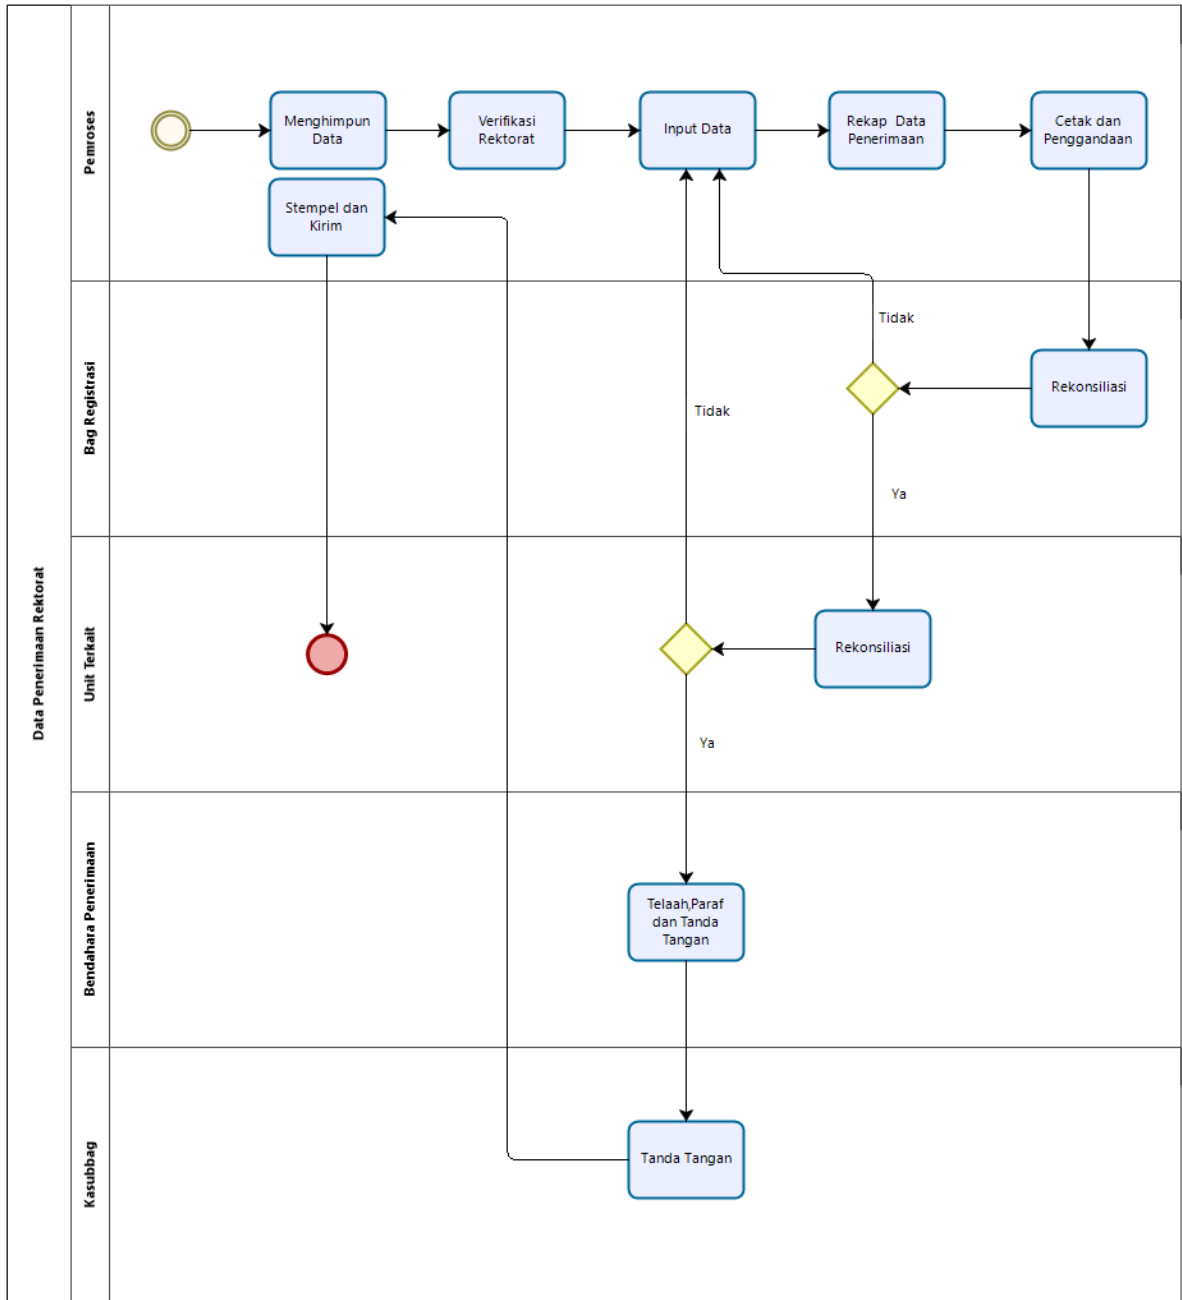 Data Penerimaan Rektorat
Pemroses
Menghimpun
Data
Verifikasi
Rektorat
Input Data
Rekap  Data
Penerimaan
Cetak dan
Penggandaan
Stempel dan
Kirim
Bag Registrasi
Tidak
Rekonsiliasi
Tidak
Ya
Unit Terkait
Rekonsiliasi
Ya
Bendahara Penerimaan
Telaah,Paraf
dan Tanda
Tangan
Kasubbag
Tanda Tangan